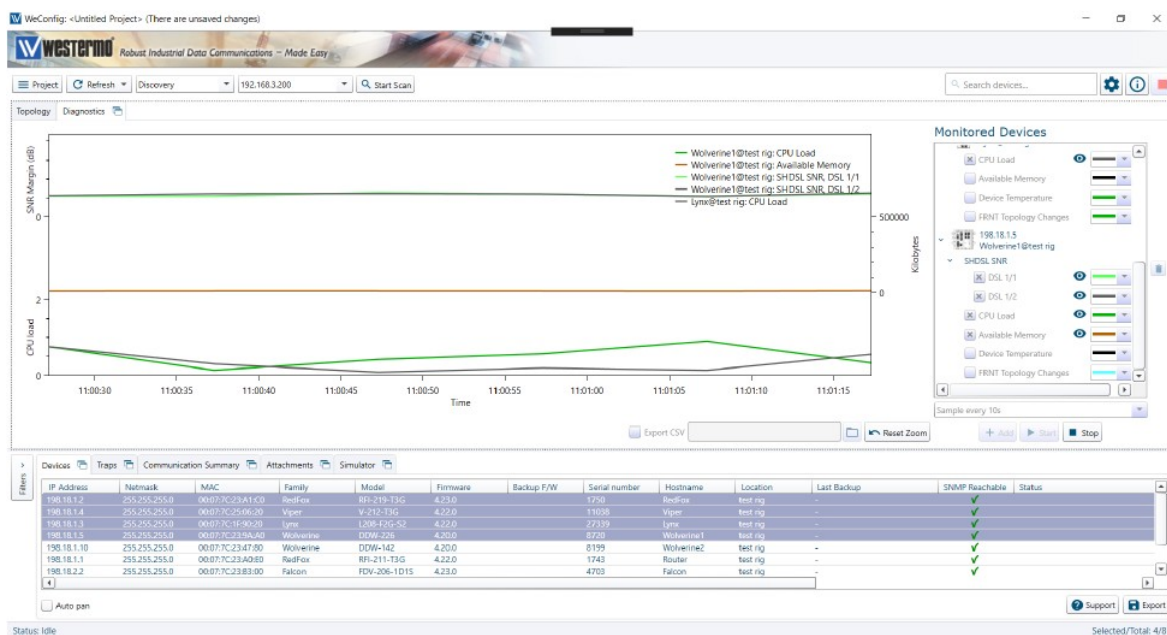 WeConfig: <Untitled Project> (There are unsaved changes)
westermo Robust Industrial Data Communications – Made Easy
Project Refresh Discovery 192.168.3.200 Start Scan Search devices...
Topology Diagnostics
Monitored Devices
SNR Margin (dB)
0
Wolverine1@test rig: CPU Load
Wolverine1@test rig: Available Memory
Wolverine1@test rig: SHDSL SNR, DSL 1/1
Wolverine1@test rig: SHDSL SNR, DSL 1/2
Lynx@test rig: CPU Load
500000
Kilobytes
0
2
CPU load
0
11:00:30 11:00:35 11:00:40 11:00:45 11:00:50 11:00:55 11:01:00 11:01:05 11:01:10 11:01:15
Time
CPU Load
Available Memory
Device Temperature
FRNT Topology Changes
198.18.1.5
Wolverine1@test rig
SHDSL SNR
DSL 1/1
DSL 1/2
CPU Load
Available Memory
Device Temperature
FRNT Topology Changes
Sample every 10s
Export CSV Reset Zoom Add Start Stop
Filters
Devices Traps Communication Summary Attachments Simulator
IP Address Netmask MAC Family Model Firmware Backup F/W Serial number Hostname Location Last Backup SNMP Reachable Status
198.18.1.2 255.255.255.0 00:07:7C:23:A1:C0 RedFox RFI-219-T3G 4.23.0 1750 RedFox test rig -
198.18.1.4 255.255.255.0 00:07:7C:25:06:20 Viper V-212-T3G 4.22.0 11038 Viper test rig -
198.18.1.3 255.255.255.0 00:07:7C:1F:90:20 Lynx L208-F2G-S2 4.22.0 27339 Lynx test rig -
198.18.1.5 255.255.255.0 00:07:7C:23:9A:A0 Wolverine DDW-226 4.20.0 8720 Wolverine1 test rig -
198.18.1.10 255.255.255.0 00:07:7C:23:47:80 Wolverine DDW-142 4.20.0 8199 Wolverine2 test rig -
198.18.1.1 255.255.255.0 00:07:7C:23:A0:E0 RedFox RFI-211-T3G 4.22.0 1743 Router test rig -
198.18.2.2 255.255.255.0 00:07:7C:23:B3:00 Falcon FDV-206-1D1S 4.23.0 4703 Falcon test rig -
Auto pan Support Export
Status: Idle Selected/Total: 4/8